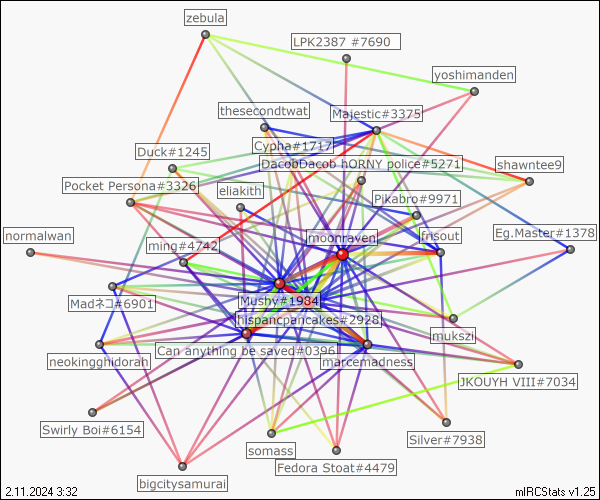 zebula
LPK2387 #7690
yoshimanden
thesecondtwat
Majestic#3375
Cypha#1717
Duck#1245
DacobDacob hORNY police#5271
shawntee9
Pocket Persona#3326
eliakith
Pikabro#9971
normalwan
ming#4742
moonraven
frisout
Eg.Master#1378
Madネコ#6901
Mushy#1984
hispancpancakes#2928
mukszi
neokingghidorah
Can anything be saved#0396
marcemadness
JKOUYH VIII#7034
Swirly Boi#6154
Silver#7938
somass
Fedora Stoat#4479
bigcitysamurai
2.11.2024 3:32
mIRCStats v1.25